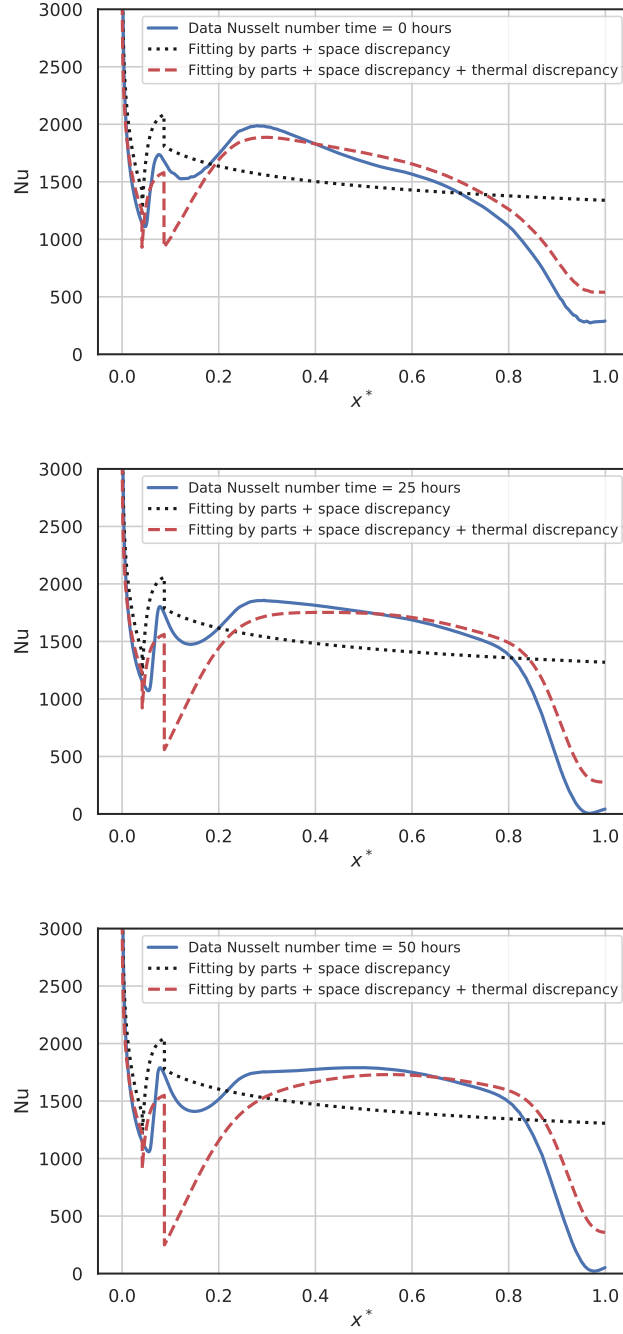 3000
2500
2000
1500
1000
500
0
Nu
Data Nusselt number time = 0 hours
Fitting by parts + space discrepancy
Fitting by parts + space discrepancy + thermal discrepancy
0.0 0.2 0.4 0.6 0.8 1.0
x*
3000
2500
2000
1500
1000
500
0
Nu
Data Nusselt number time = 25 hours
Fitting by parts + space discrepancy
Fitting by parts + space discrepancy + thermal discrepancy
0.0 0.2 0.4 0.6 0.8 1.0
x*
3000
2500
2000
1500
1000
500
0
Nu
Data Nusselt number time = 50 hours
Fitting by parts + space discrepancy
Fitting by parts + space discrepancy + thermal discrepancy
0.0 0.2 0.4 0.6 0.8 1.0
x*